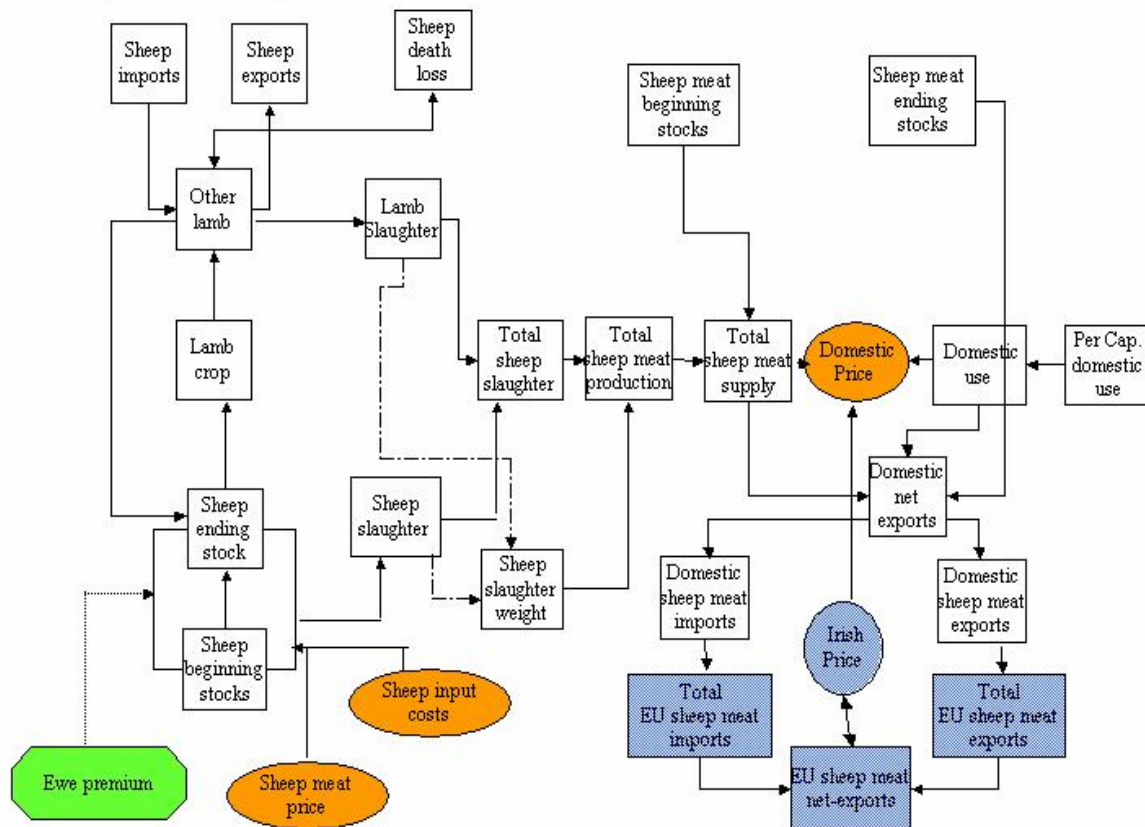 Sheep
imports
Sheep
exports
Sheep
death
loss
Sheep meat
beginning
stocks
Sheep meat
ending
stocks
Other
lamb
Lamb
Slaughter
Lamb
crop
Total
sheep
slaughter
Total
sheep meat
production
Total
sheep meat
supply
Domestic
Price
Domestic
use
Per Cap.
domestic
use
Sheep
ending
stock
Sheep
slaughter
Sheep
slaughter
weight
Domestic
net
exports
Domestic
sheep meat
imports
Domestic
sheep meat
exports
Irish
Price
Sheep
beginning
stocks
Sheep input
costs
Total
EU sheep meat
imports
Total
EU sheep meat
exports
Ewe premium
Sheep meat
price
EU sheep meat
net-exports